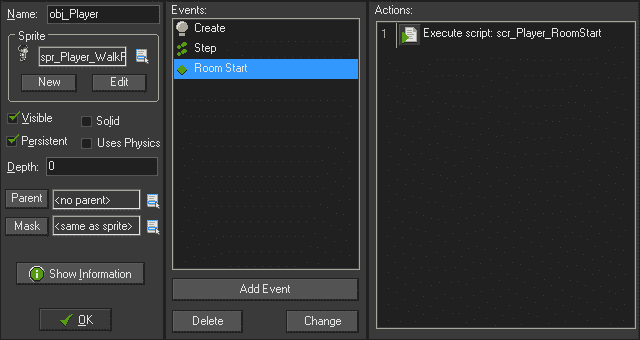 Name: obj_Player
Sprite
spr_Player_WalkF
New Edit
Visible Solid
Persistent Uses Physics
Depth: 0
Parent <no parent>
Mask <same as sprite>
Show Information
OK
Events:
Create
Step
Room Start
Add Event
Delete Change
Actions:
1 Execute script: scr_Player_RoomStart